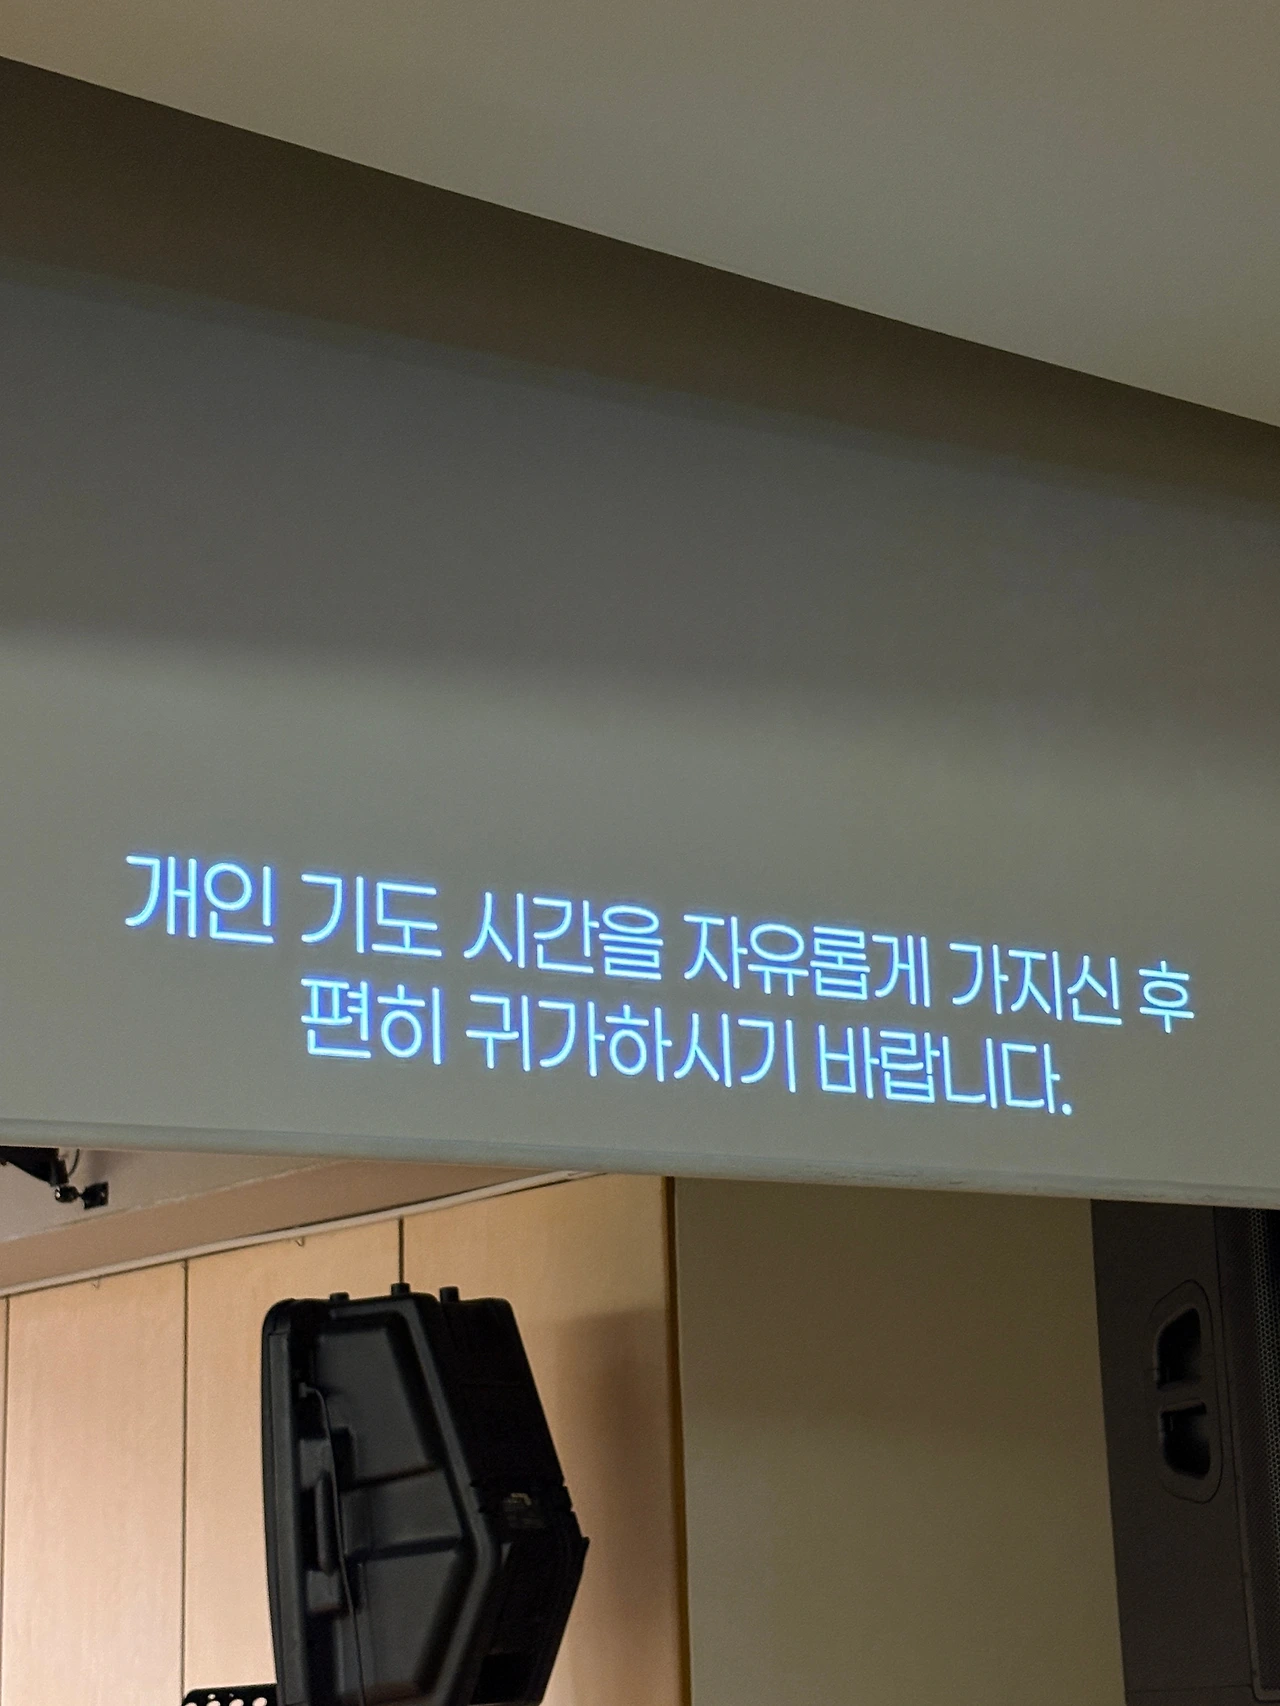 개인 기도 시간을 자유롭게 가지신 후
편히 귀가하시기 바랍니다.